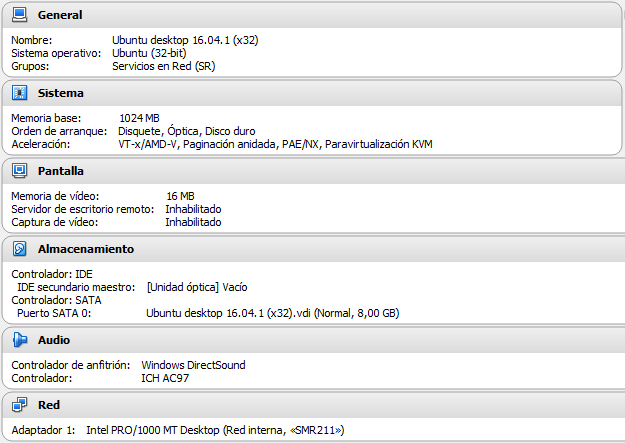 General
Nombre: Ubuntu desktop 16.04.1 (x32)
Sistema operativo: Ubuntu (32-bit)
Grupos: Servicios en Red (SR)
Sistema
Memoria base: 1024 MB
Orden de arranque: Disquete, Óptica, Disco duro
Aceleración: VT-x/AMD-V, Paginación anidada, PAE/NX, Paravirtualización KVM
Pantalla
Memoria de vídeo: 16 MB
Servidor de escritorio remoto: Inhabilitado
Captura de vídeo: Inhabilitado
Almacenamiento
Controlador: IDE
IDE secundario maestro: [Unidad óptica] Vacío
Controlador: SATA
Puerto SATA 0: Ubuntu desktop 16.04.1 (x32).vdi (Normal, 8,00 GB)
Audio
Controlador de anfitrión: Windows DirectSound
Controlador: ICH AC97
Red
Adaptador 1: Intel PRO/1000 MT Desktop (Red interna, «SMR211»)